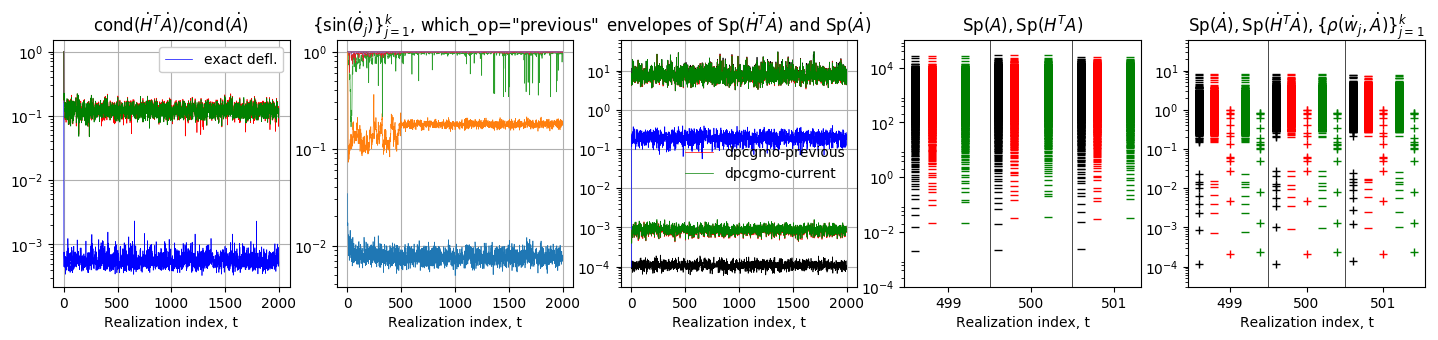 cond(Ḣ^T Ȧ)/cond(Ȧ)
10^0
10^−1
10^−2
10^−3
exact defl.
0 500 1000 1500 2000
Realization index, t
{sin(θ̇_j)}_{j=1}^k, which_op="previous"
10^0
10^−1
10^−2
0 500 1000 1500 2000
Realization index, t
envelopes of Sp(Ḣ^T Ȧ) and Sp(Ȧ)
10^1
10^0
10^−1
10^−2
10^−3
10^−4
dpcgmo-previous
dpcgmo-current
0 500 1000 1500 2000
Realization index, t
Sp(A), Sp(H^T A)
10^4
10^2
10^0
10^−2
10^−4
499 500 501
Realization index, t
Sp(Ȧ), Sp(Ḣ^T Ȧ), {ρ(ẇ_j, Ȧ)}_{j=1}^k
10^1
10^0
10^−1
10^−2
10^−3
10^−4
499 500 501
Realization index, t